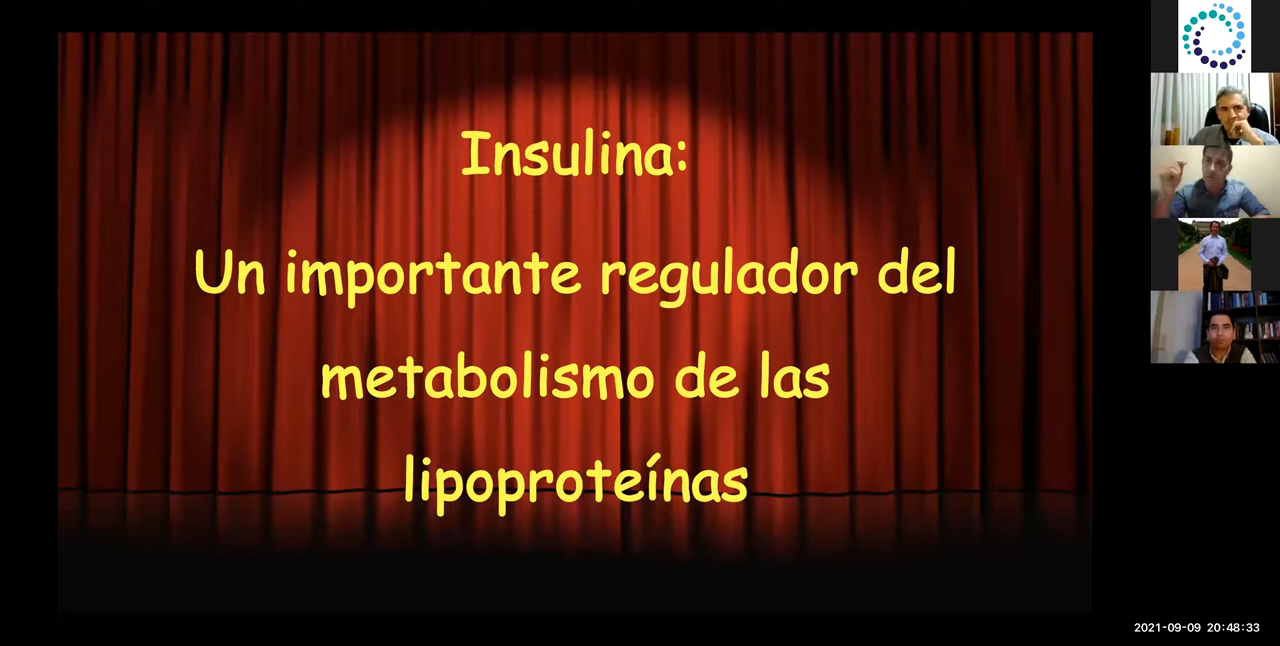 Insulina:
Un importante regulador del
metabolismo de las
lipoproteínas
2021-09-09 20:48:33